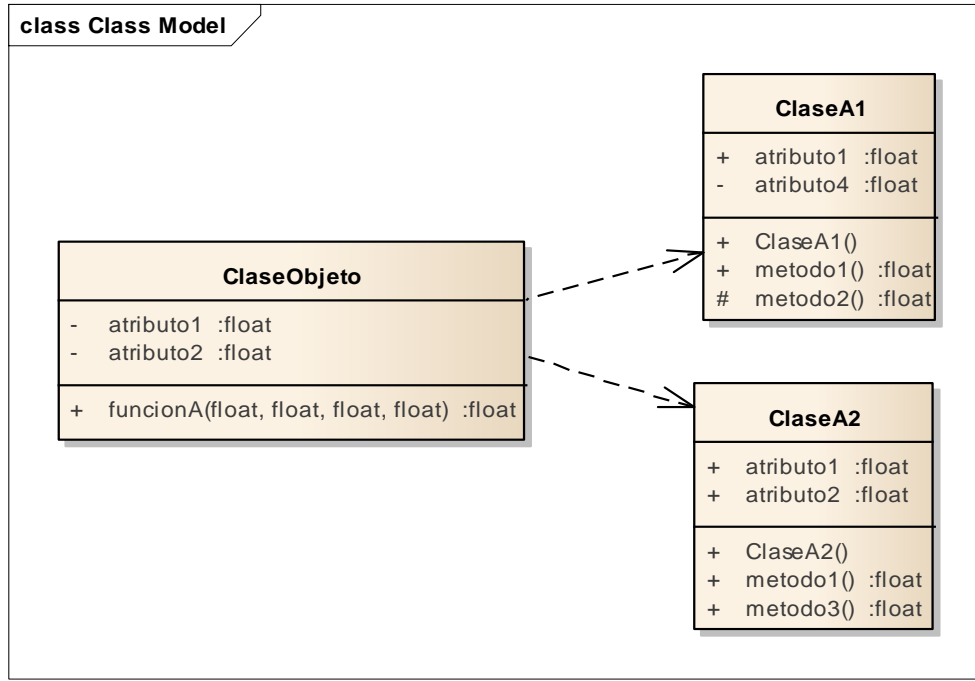 class Class Model
ClaseObjeto
- atributo1 :float
- atributo2 :float
+ funcionA(float, float, float, float) :float
ClaseA1
+ atributo1 :float
- atributo4 :float
+ ClaseA1()
+ metodo1() :float
# metodo2() :float
ClaseA2
+ atributo1 :float
+ atributo2 :float
+ ClaseA2()
+ metodo1() :float
+ metodo3() :float